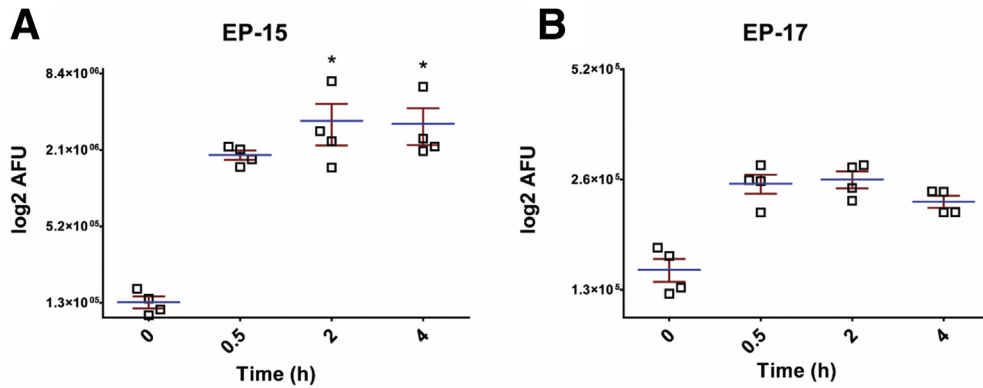 A
EP-15
log2 AFU
8.4×10⁰⁶
2.1×10⁰⁶
5.2×10⁰⁵
1.3×10⁰⁵
* *
0 0.5 2 4
Time (h)
B
EP-17
log2 AFU
5.2×10⁵
2.6×10⁵
1.3×10⁵
0 0.5 2 4
Time (h)